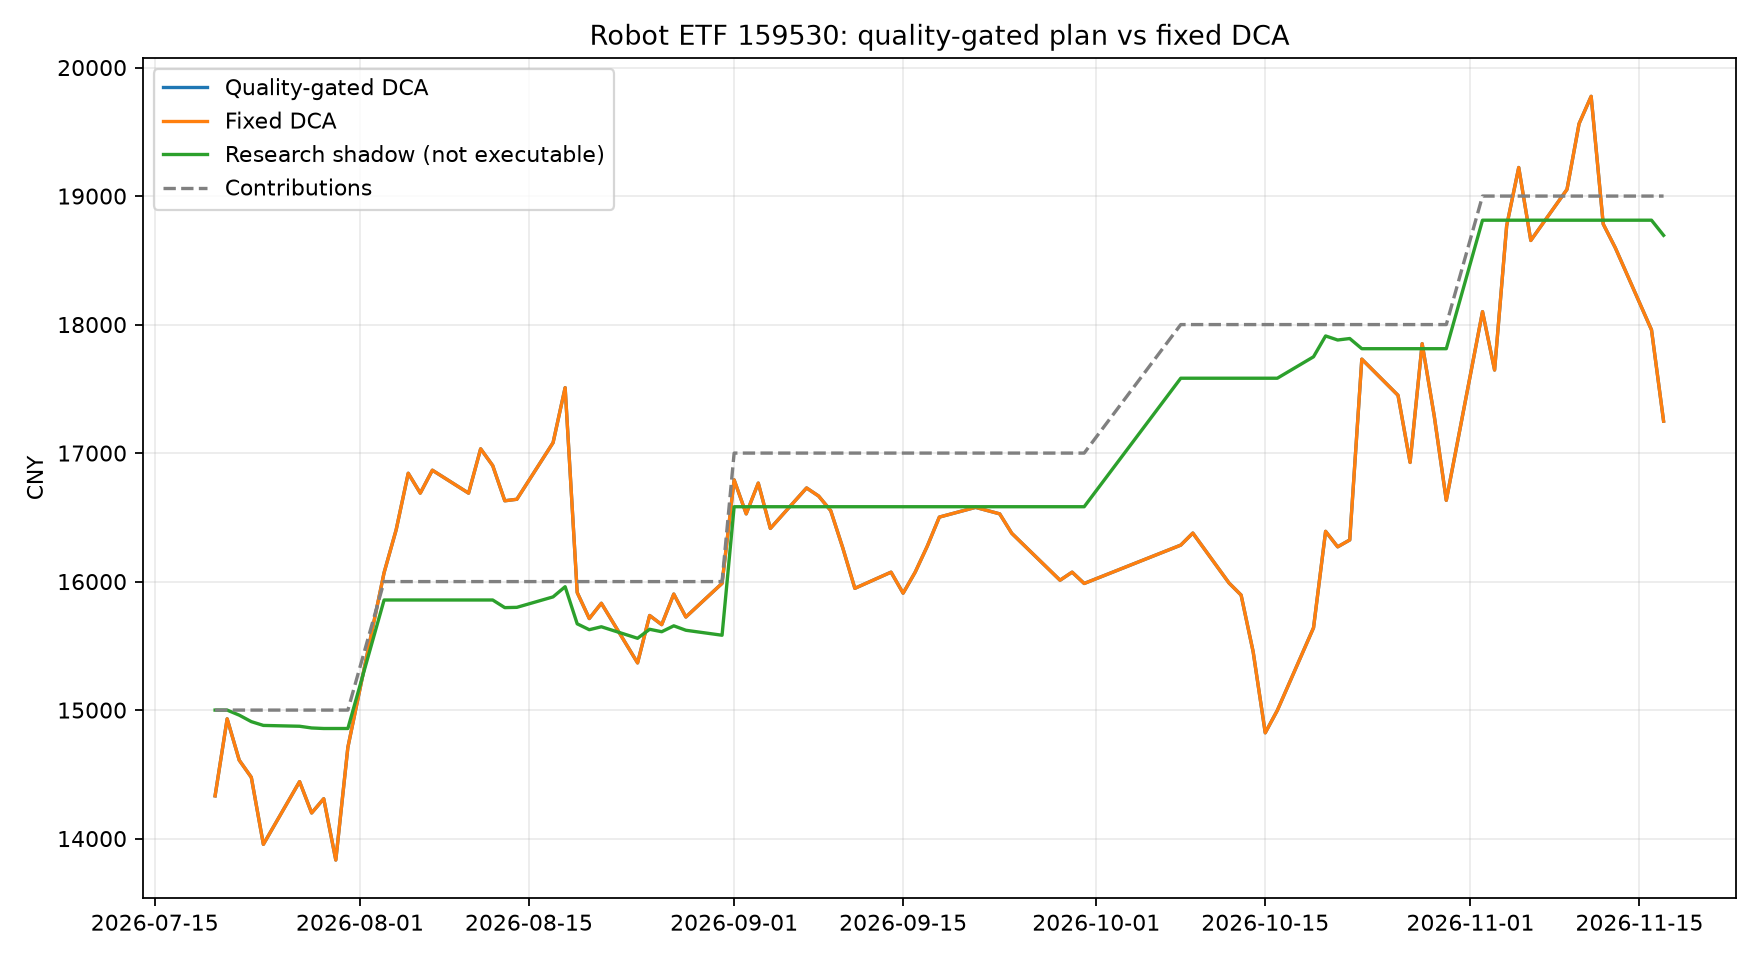 Robot ETF 159530: quality-gated plan vs fixed DCA
20000
19000
18000
17000
16000
15000
14000
CNY
Quality-gated DCA
Fixed DCA
Research shadow (not executable)
Contributions
2026-07-15
2026-08-01
2026-08-15
2026-09-01
2026-09-15
2026-10-01
2026-10-15
2026-11-01
2026-11-15